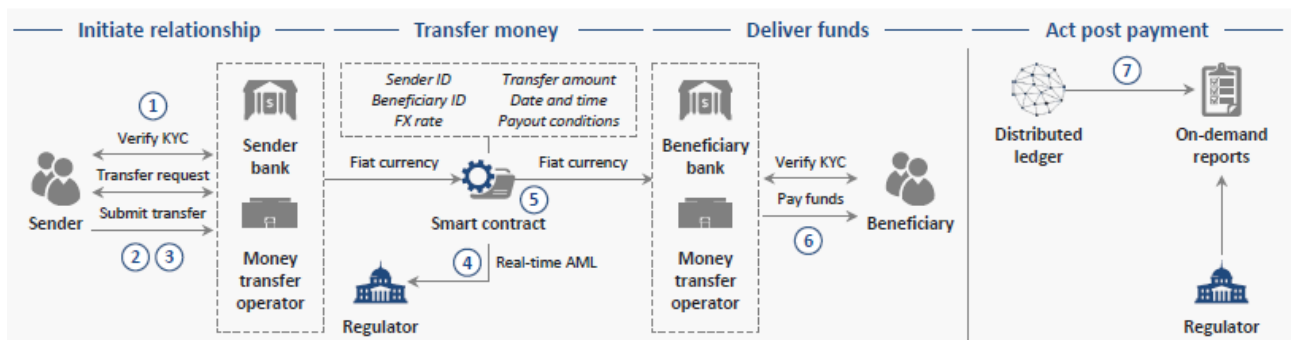 Initiate relationship
Transfer money
Deliver funds
Act post payment
1
Verify KYC
Transfer request
Submit transfer
Sender
2 3
Sender
bank
Money
transfer
operator
Sender ID
Beneficiary ID
FX rate
Transfer amount
Date and time
Payout conditions
Fiat currency
Fiat currency
5
Smart contract
4
Real-time AML
Regulator
Beneficiary
bank
Money
transfer
operator
Verify KYC
Pay funds
6
Beneficiary
7
Distributed
ledger
On-demand
reports
Regulator